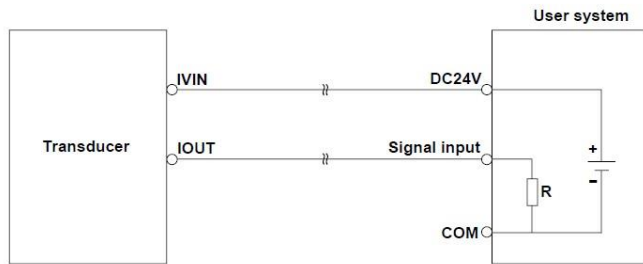 User system
IVIN
DC24V
Transducer
IOUT
Signal input
+
-
R
COM